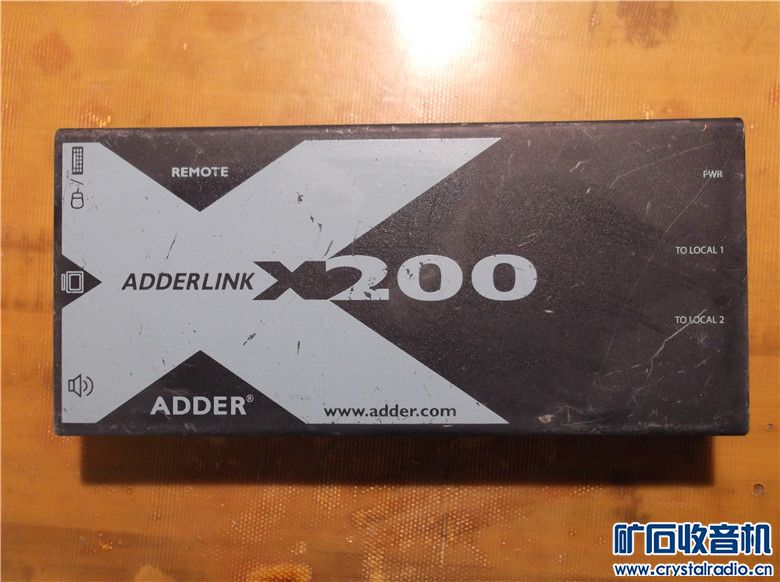 REMOTE
PWR
TO LOCAL 1
ADDERLINK X200
TO LOCAL 2
ADDER®
www.adder.com
矿石收音机
www.crystalradio.cn